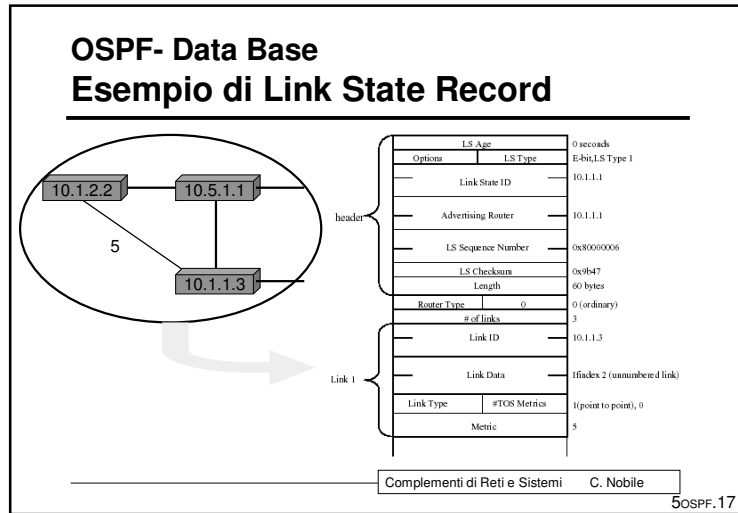 OSPF- Data Base
Esempio di Link State Record
10.1.2.2
10.5.1.1
5
10.1.1.3
header
LS Age
0 seconds
Options
LS Type
E-bit,LS Type 1
Link State ID
10.1.1.1
Advertising Router
10.1.1.1
LS Sequence Number
0x80000006
LS Checksum
0x9b47
Length
60 bytes
Router Type
0
0 (ordinary)
# of links
3
Link 1
Link ID
10.1.1.3
Link Data
Ifindex 2 (unnumbered link)
Link Type
#TOS Metrics
1(point to point), 0
Metric
5
Complementi di Reti e Sistemi C. Nobile
5OSPF.17